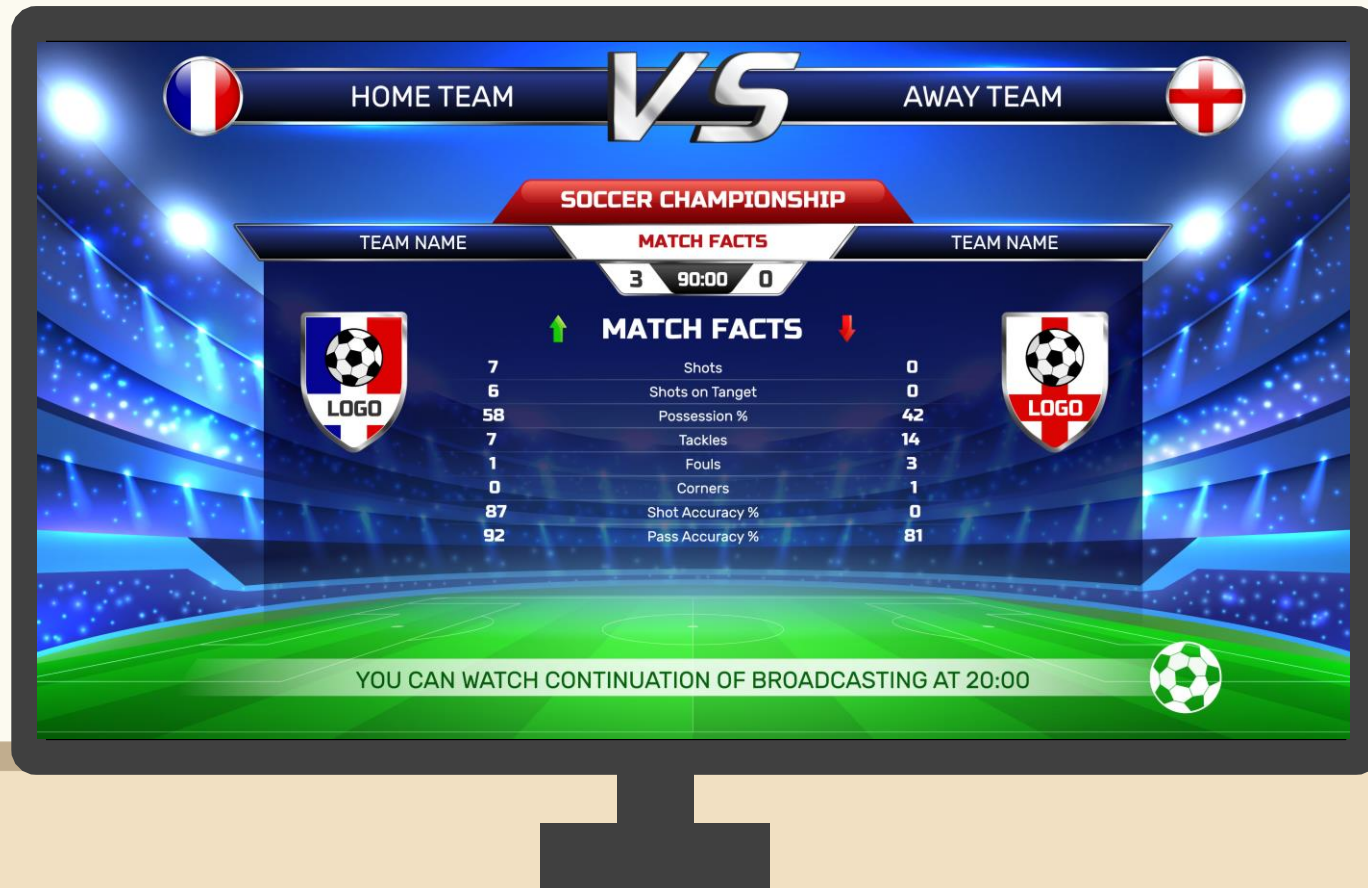 HOME TEAM VS AWAY TEAM
SOCCER CHAMPIONSHIP
TEAM NAME MATCH FACTS TEAM NAME
3 90:00 0
MATCH FACTS
7 Shots 0
6 Shots on Tanget 0
58 Possession % 42
LOGO LOGO
7 Tackles 14
1 Fouls 3
0 Corners 1
87 Shot Accuracy % 0
92 Pass Accuracy % 81
YOU CAN WATCH CONTINUATION OF BROADCASTING AT 20:00